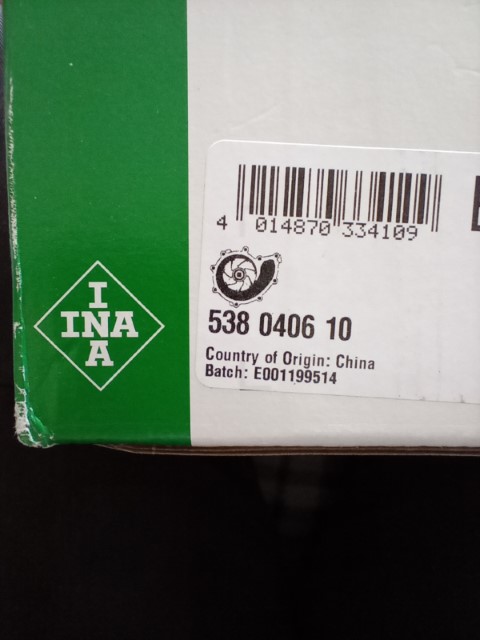 4 014870 334109
I
INA
A
538 0406 10
Country of Origin: China
Batch: E001199514